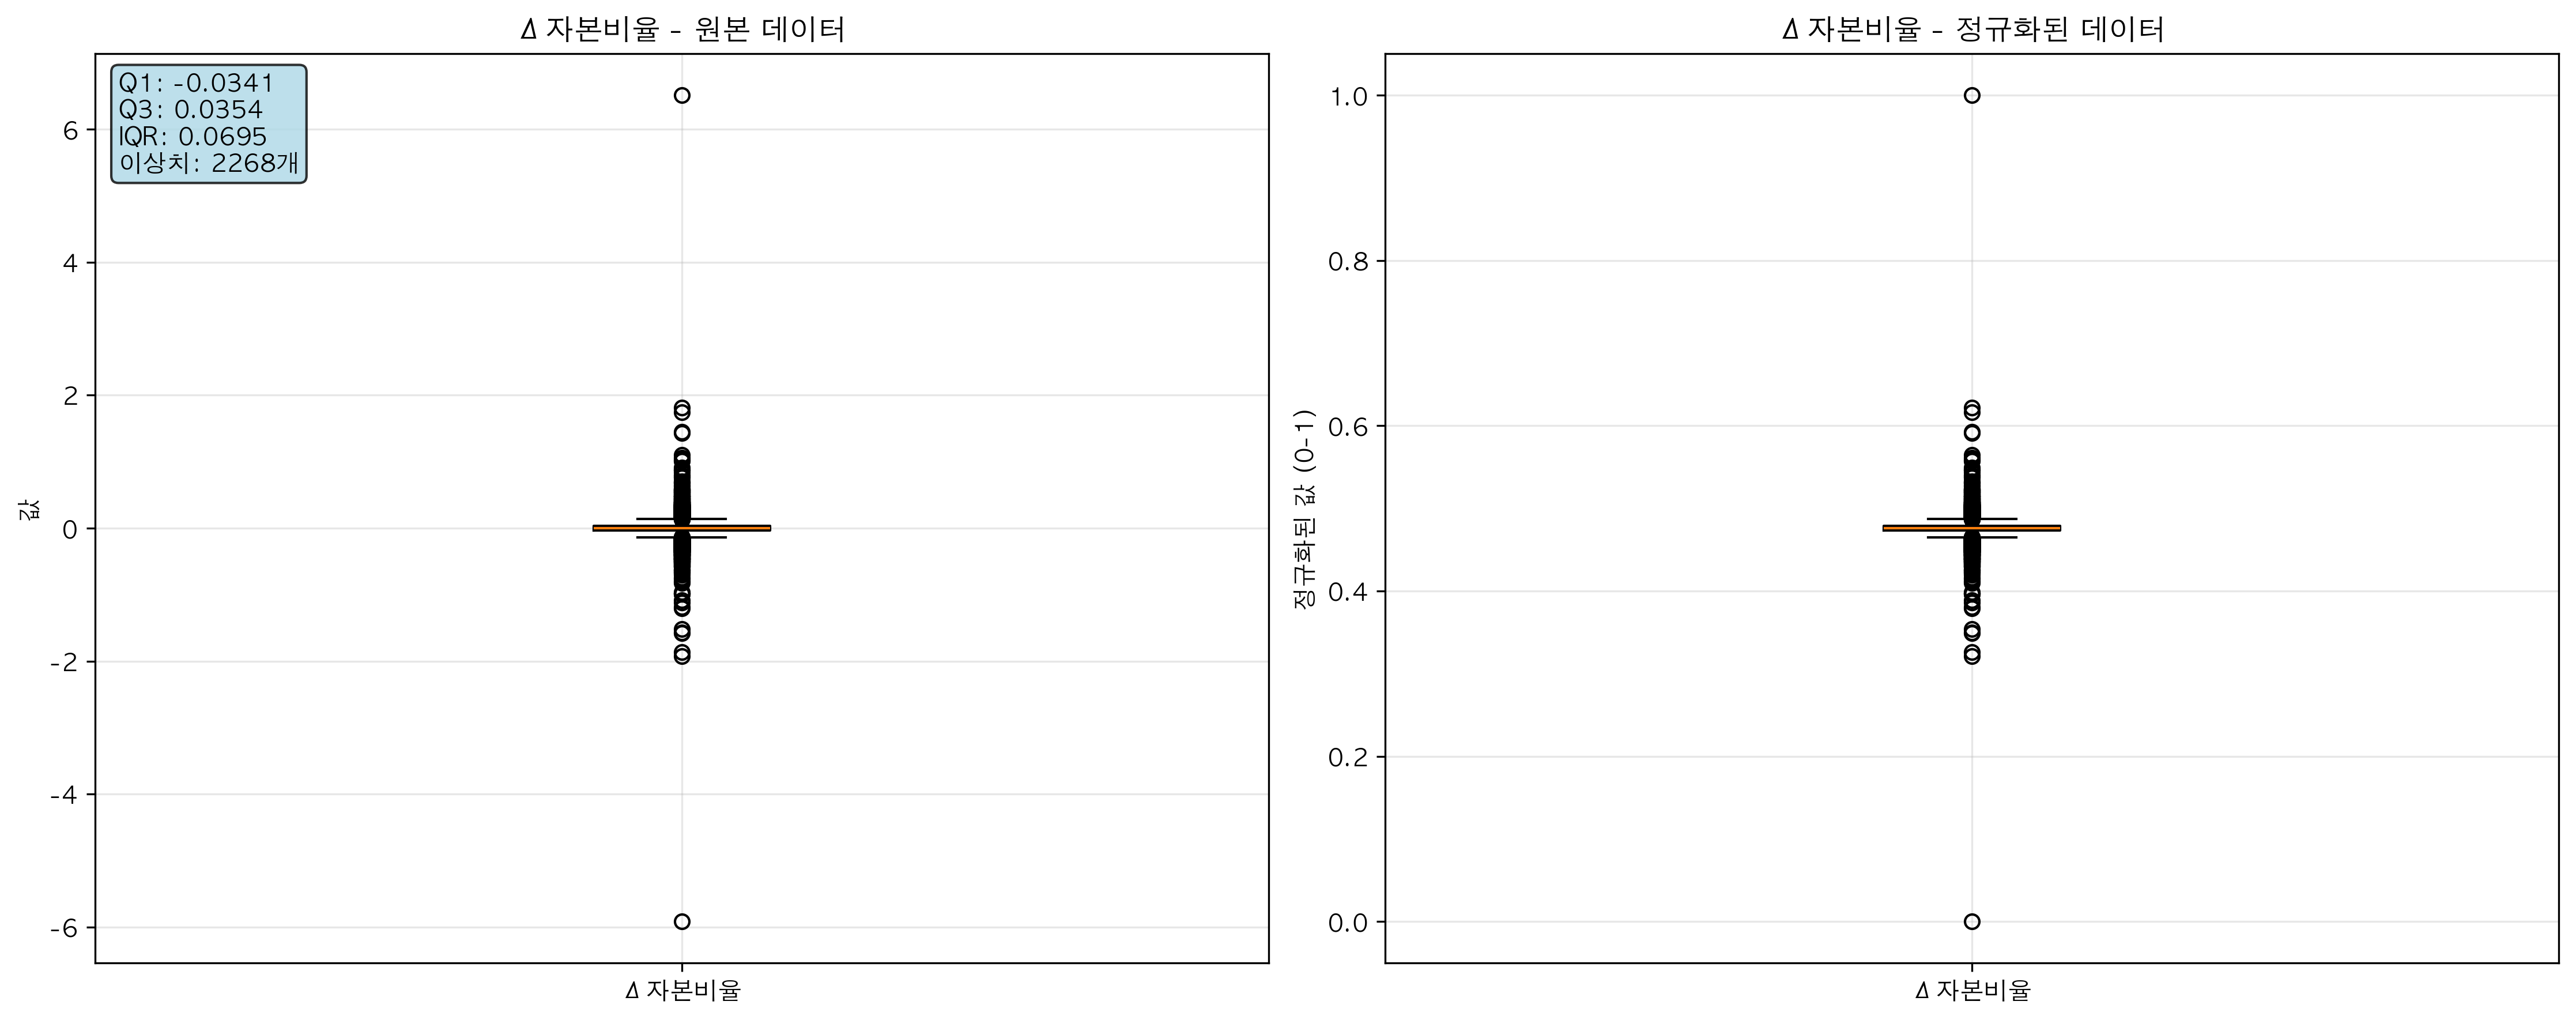 Δ 자본비율 - 원본 데이터
Q1: -0.0341
Q3: 0.0354
IQR: 0.0695
이상치: 2268개
값
6
4
2
0
-2
-4
-6
Δ 자본비율
Δ 자본비율 - 정규화된 데이터
정규화된 값 (0-1)
1.0
0.8
0.6
0.4
0.2
0.0
Δ 자본비율